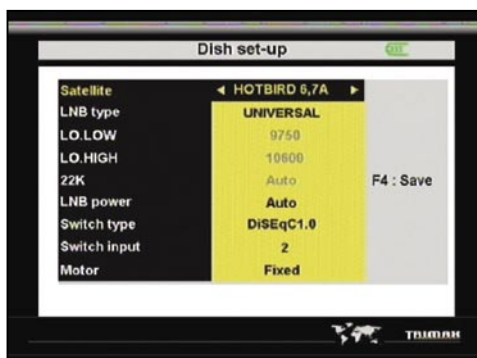 Dish set-up
Satellite HOTBIRD 6,7A
LNB type UNIVERSAL
LO.LOW 9750
LO.HIGH 10600
22K Auto
F4 : Save
LNB power Auto
Switch type DiSEqC1.0
Switch input 2
Motor Fixed
TRIMAX